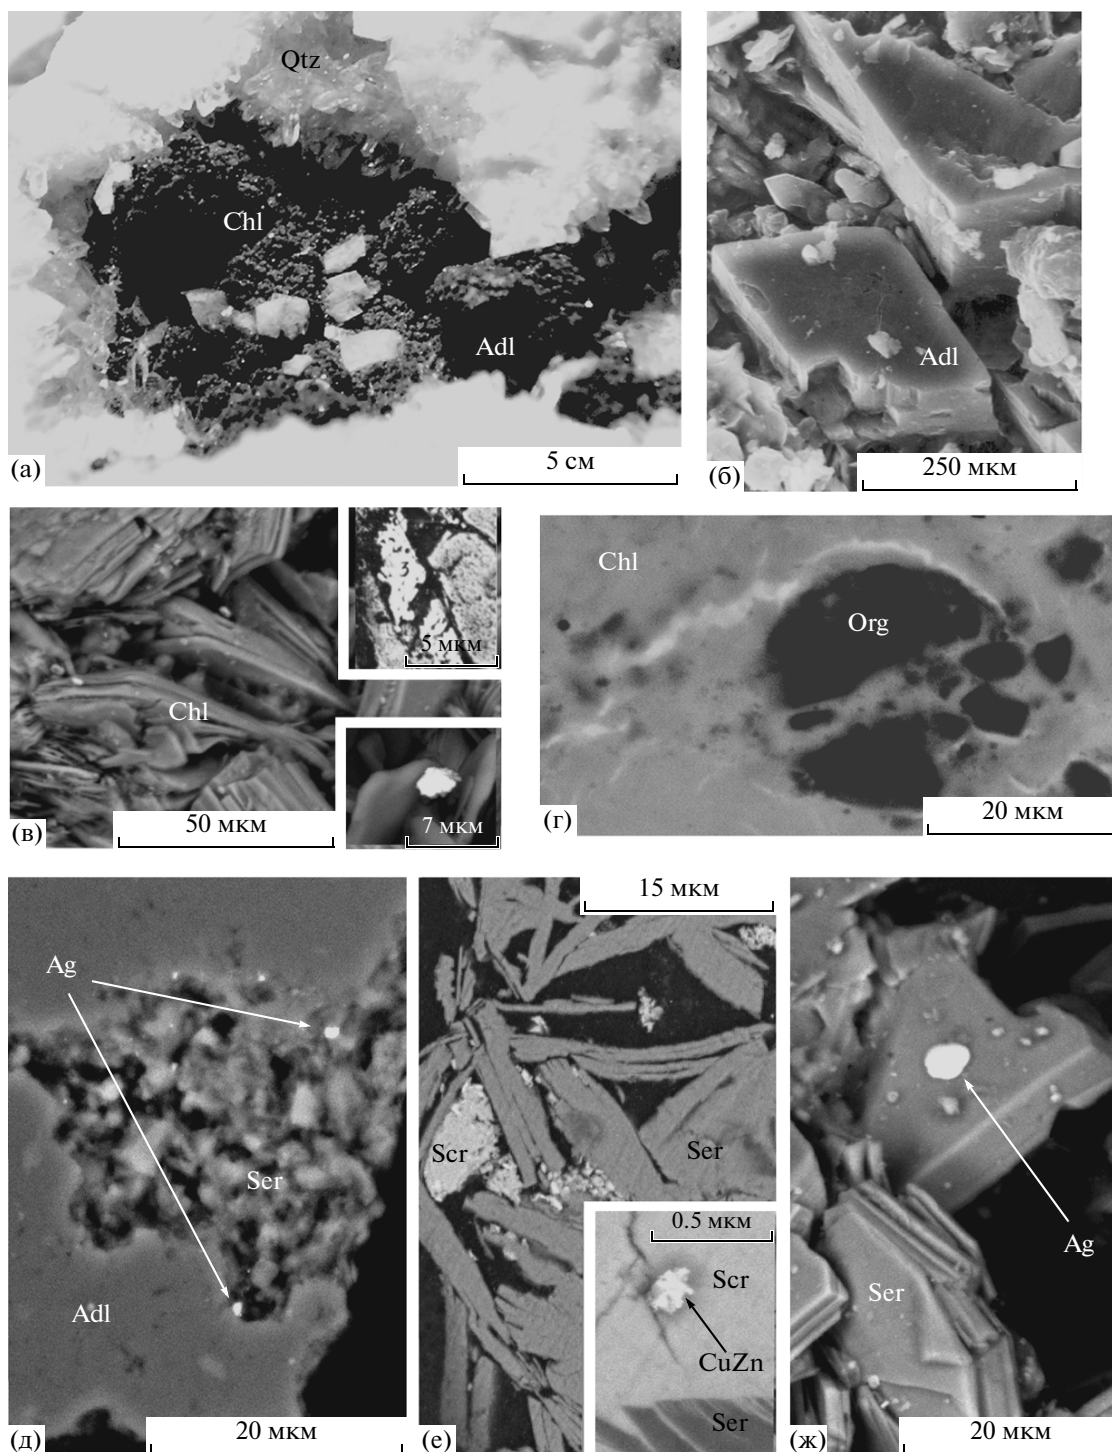 Qtz
Chl
Adl
5 см
(а)
Adl
250 мкм
(б)
3
5 мкм
Chl
7 мкм
50 мкм
(в)
Chl
Org
20 мкм
(г)
Ag
Ser
Adl
20 мкм
(д)
15 мкм
Scr
Ser
0.5 мкм
Scr
CuZn
Ser
(е)
Ag
Ser
20 мкм
(ж)